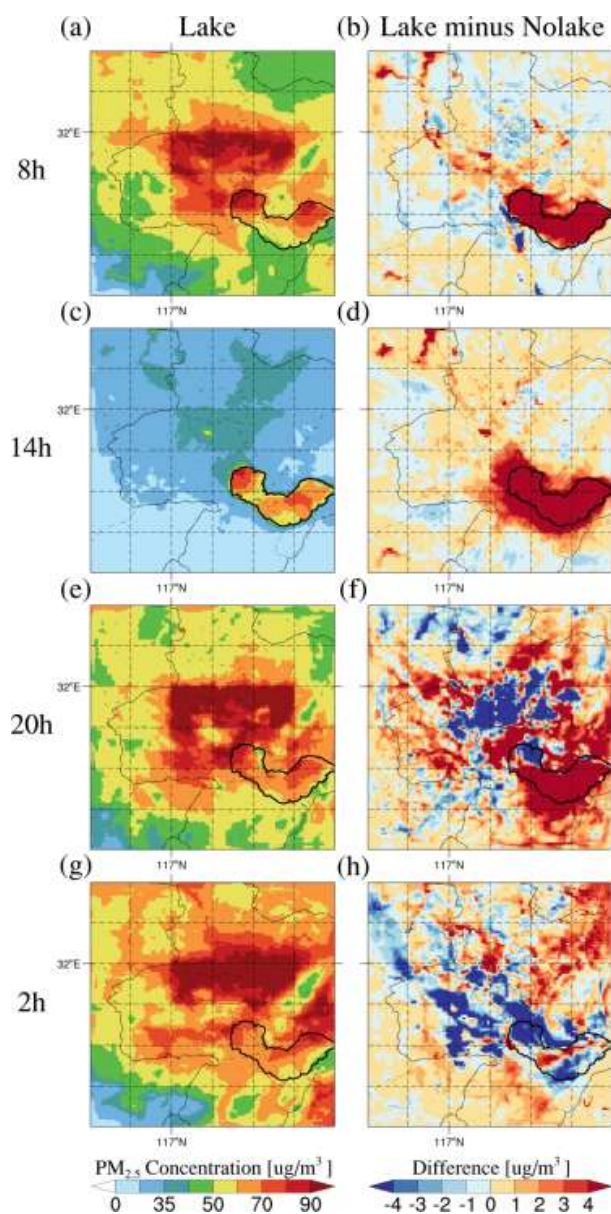 (a) Lake (b) Lake minus Nolake
32°E
8h
117°N 117°N
(c) (d)
32°E
14h
117°N 117°N
(e) (f)
32°E
20h
117°N 117°N
(g) (h)
32°E
2h
117°N 117°N
PM2.5 Concentration [ug/m³] Difference [ug/m³]
0 35 50 70 90 -4 -3 -2 -1 0 1 2 3 4